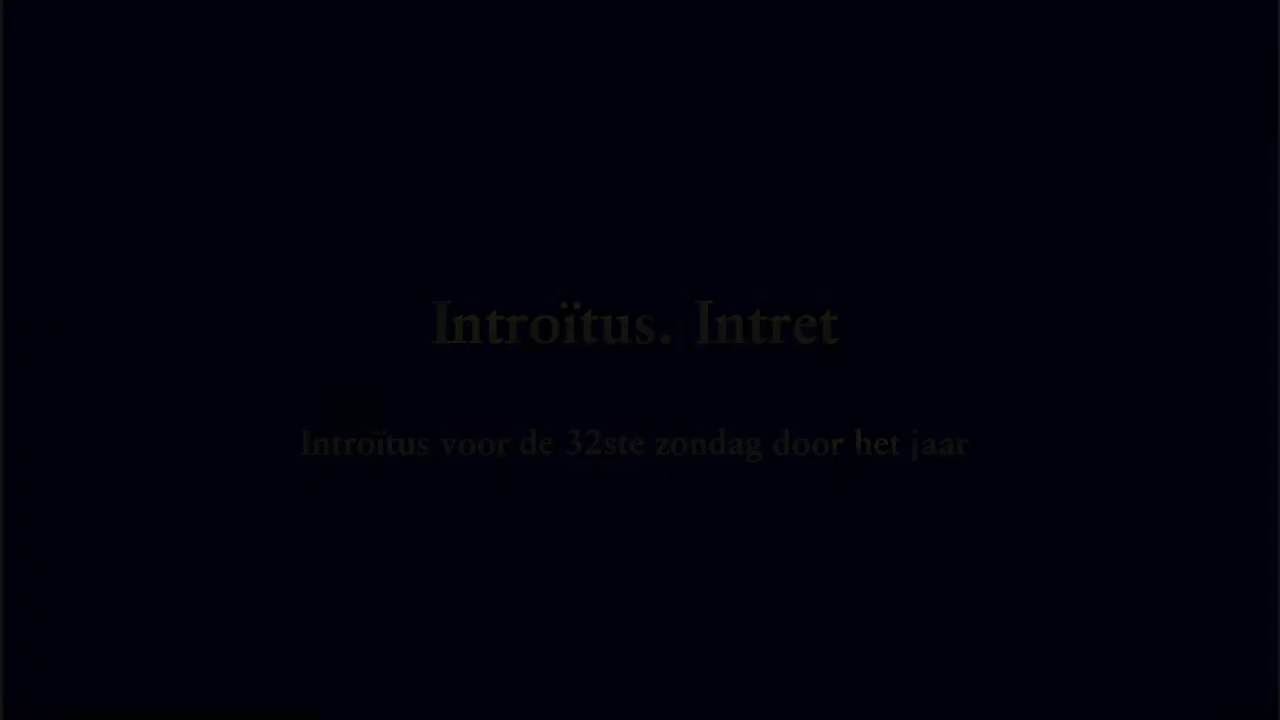 Introïtus. Intret
Introïtus voor de 32ste zondag door het jaar